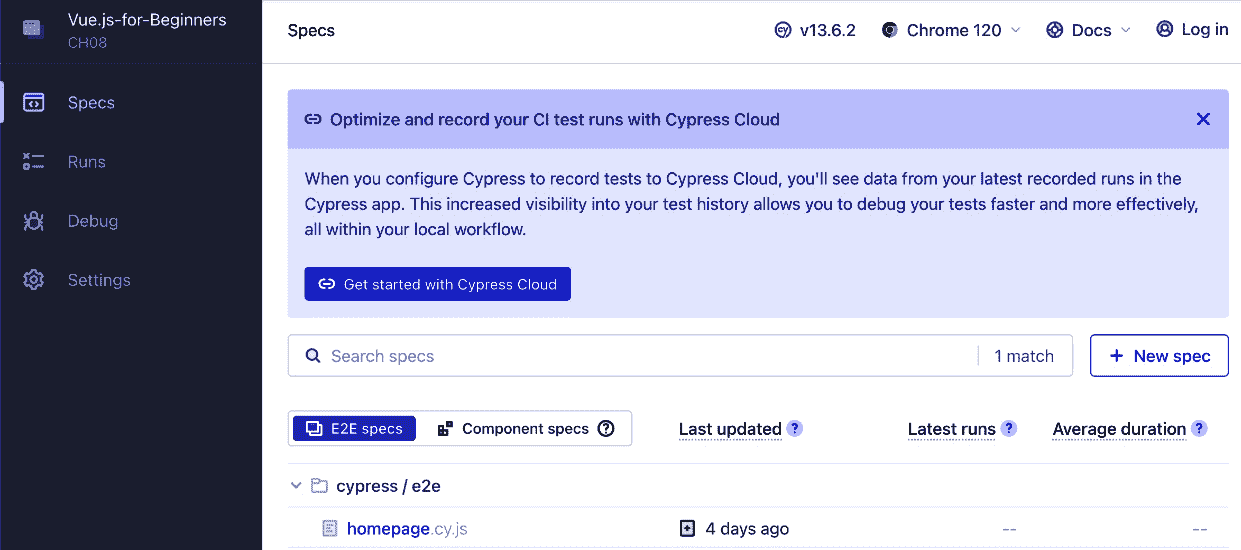 Vue.js-for-Beginners
CH08
Specs
Runs
Debug
Settings
Specs
v13.6.2
Chrome 120
Docs
Log in
Optimize and record your CI test runs with Cypress Cloud
When you configure Cypress to record tests to Cypress Cloud, you'll see data from your latest recorded runs in the
Cypress app. This increased visibility into your test history allows you to debug your tests faster and more effectively,
all within your local workflow.
Get started with Cypress Cloud
Search specs
1 match
+ New spec
E2E specs
Component specs ?
Last updated ?
Latest runs ?
Average duration ?
cypress / e2e
homepage.cy.js
4 days ago
--
--